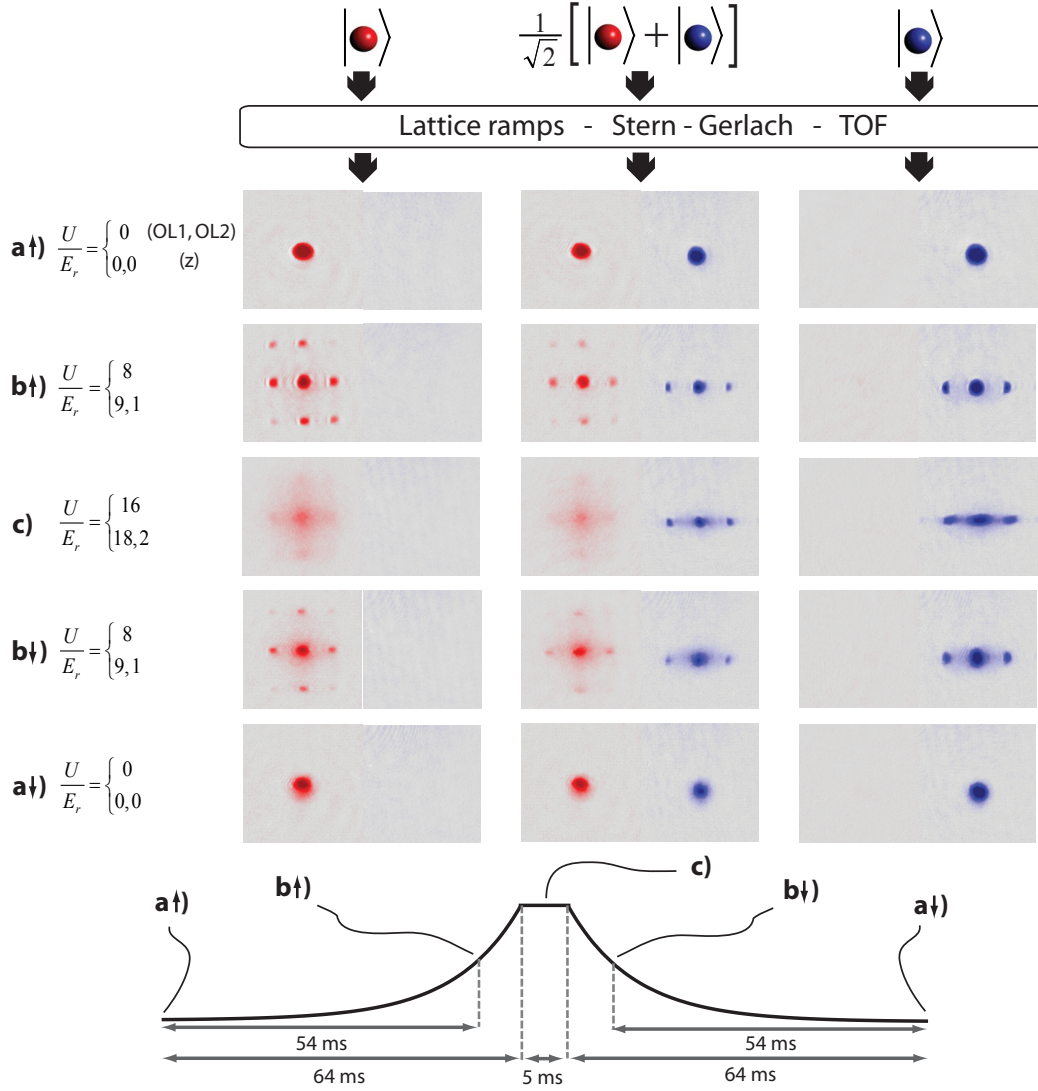 1/√2 [ | ⟩ + | ⟩ ]
Lattice ramps - Stern - Gerlach - TOF
a↑) U/E_r = { 0 (OL1, OL2)
0,0 (z)
b↑) U/E_r = { 8
9,1
c) U/E_r = { 16
18,2
b↓) U/E_r = { 8
9,1
a↓) U/E_r = { 0
0,0
c)
b↑)
b↓)
a↑)
a↓)
54 ms
54 ms
64 ms
5 ms
64 ms